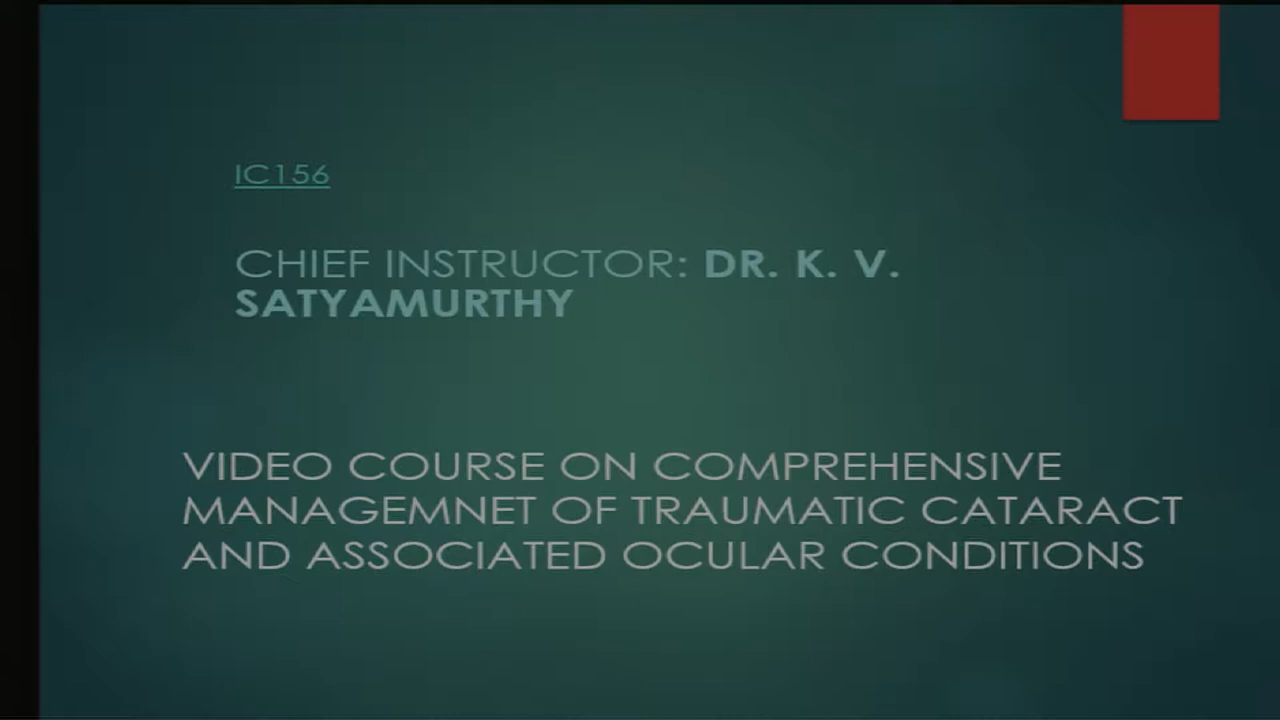 IC156
CHIEF INSTRUCTOR: DR. K. V.
SATYAMURTHY
VIDEO COURSE ON COMPREHENSIVE
MANAGEMNET OF TRAUMATIC CATARACT
AND ASSOCIATED OCULAR CONDITIONS